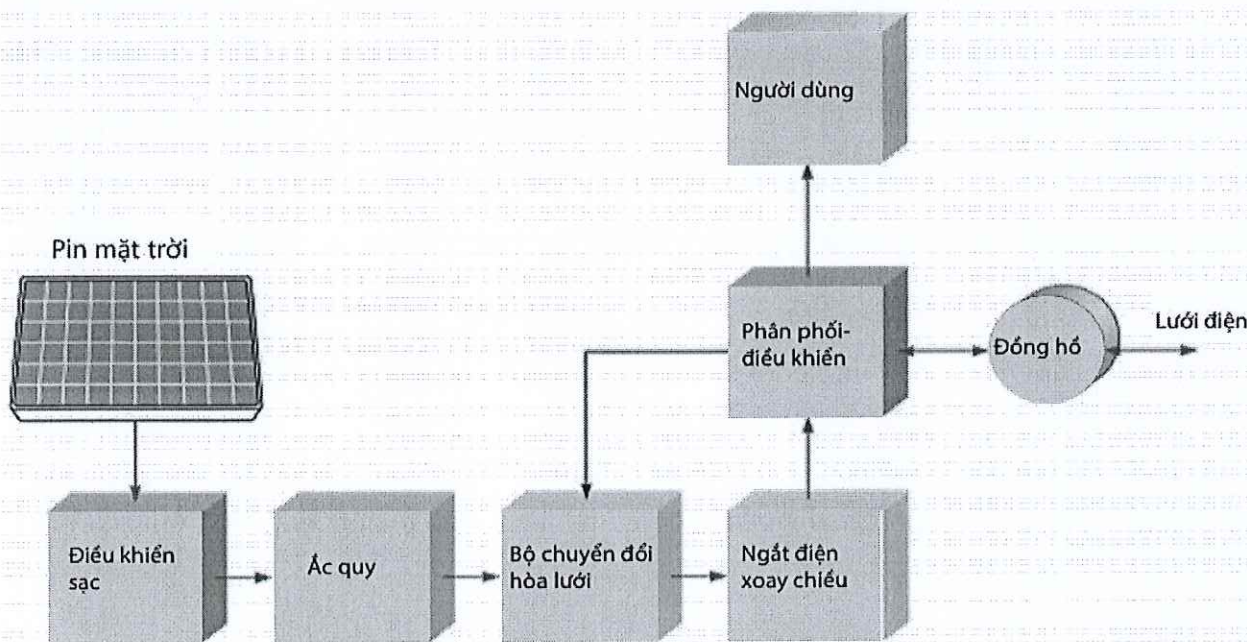 Người dùng
Pin mặt trời
Phân phối-
điều khiển
Đồng hồ
Lưới điện
Điều khiển
sạc
Ắc quy
Bộ chuyển đổi
hòa lưới
Ngắt điện
xoay chiều